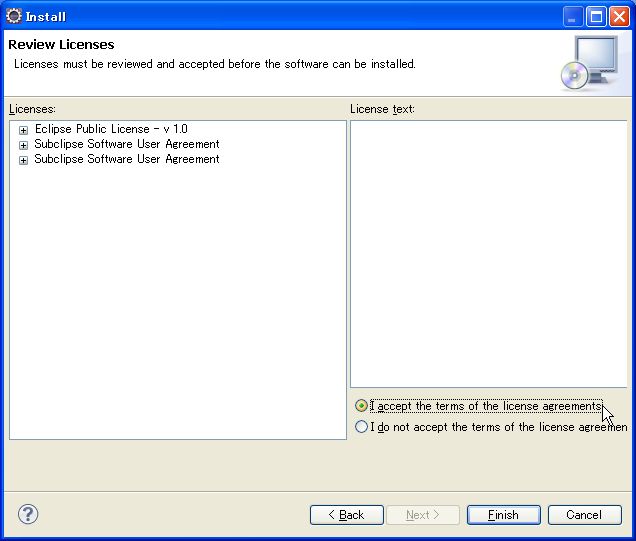 Install
Review Licenses
Licenses must be reviewed and accepted before the software can be installed.
Licenses:
Eclipse Public License - v 1.0
Subclipse Software User Agreement
Subclipse Software User Agreement
License text:
I accept the terms of the license agreements
I do not accept the terms of the license agreemen
?
< Back
Next >
Finish
Cancel